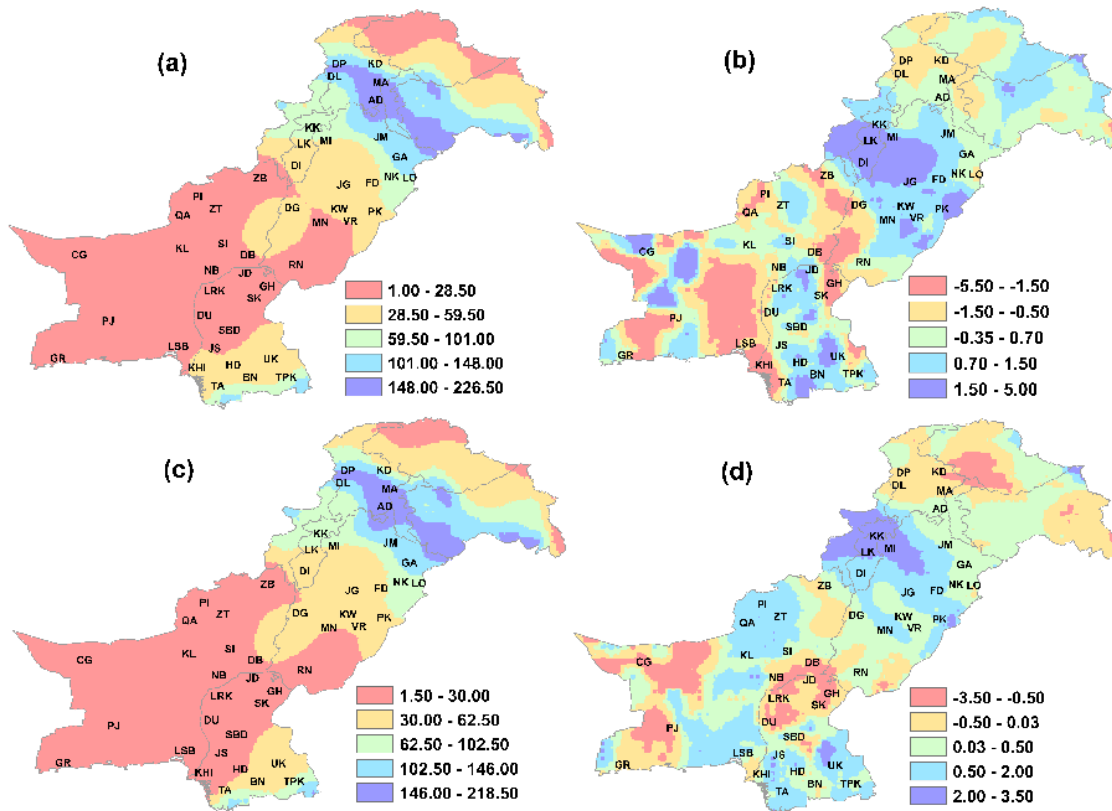 (a)
DP KD
DL
MA
AD
KK
LK MI
JM
GA
DI
ZB
NK LO
JG FD
PI
QA ZT
DG KW PK
MN VR
KL SI
CG
DB
NB JD
RN
GH
LRK SK
PJ
DU
SBD
GR
LSB JS
KHI HD UK
BN TPK
TA
1.00 - 28.50
28.50 - 59.50
59.50 - 101.00
101.00 - 148.00
148.00 - 226.50
(b)
DP KD
DL
MA
AD
KK
LK MI
JM
GA
DI
ZB
NK LO
JG FD
PI
QA ZT
DG KW PK
MN VR
KL SI
CG
DB
NB JD
RN
GH
LRK SK
PJ
DU
SBD
GR
LSB JS
KHI HD UK
BN TPK
TA
-5.50 - -1.50
-1.50 - -0.50
-0.35 - 0.70
0.70 - 1.50
1.50 - 5.00
(c)
DP KD
DL
MA
AD
KK
LK MI
JM
GA
DI
ZB
NK LO
JG FD
PI
QA ZT
DG KW PK
MN VR
KL SI
CG
DB
NB JD
RN
GH
LRK SK
PJ
DU
SBD
GR
LSB JS
KHI HD UK
BN TPK
TA
1.50 - 30.00
30.00 - 62.50
62.50 - 102.50
102.50 - 146.00
146.00 - 218.50
(d)
DP KD
DL
MA
AD
KK
LK MI
JM
GA
DI
ZB
NK LO
JG FD
PI
QA ZT
DG KW PK
MN VR
KL SI
CG
DB
NB JD
RN
GH
LRK SK
PJ
DU
SBD
GR
LSB JS
KHI HD UK
BN TPK
TA
-3.50 - -0.50
-0.50 - 0.03
0.03 - 0.50
0.50 - 2.00
2.00 - 3.50